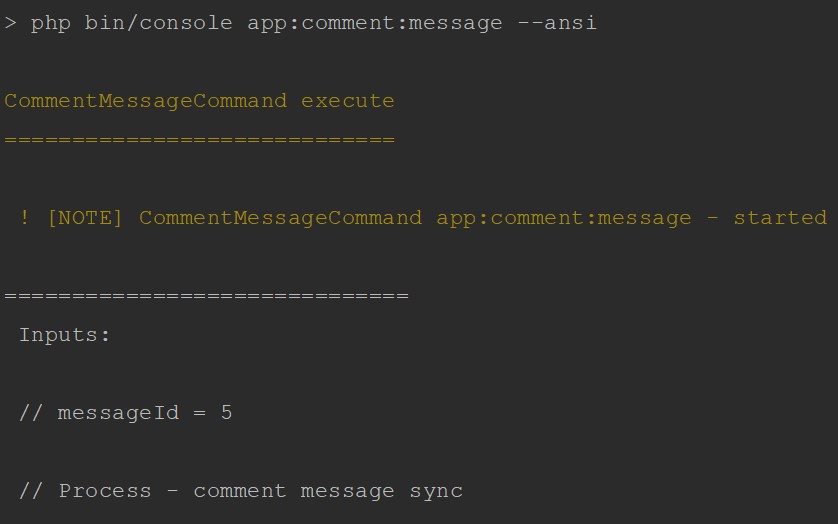 > php bin/console app:comment:message --ansi
CommentMessageCommand execute
=============================
! [NOTE] CommentMessageCommand app:comment:message - started
==============================
Inputs:
// messageId = 5
// Process - comment message sync